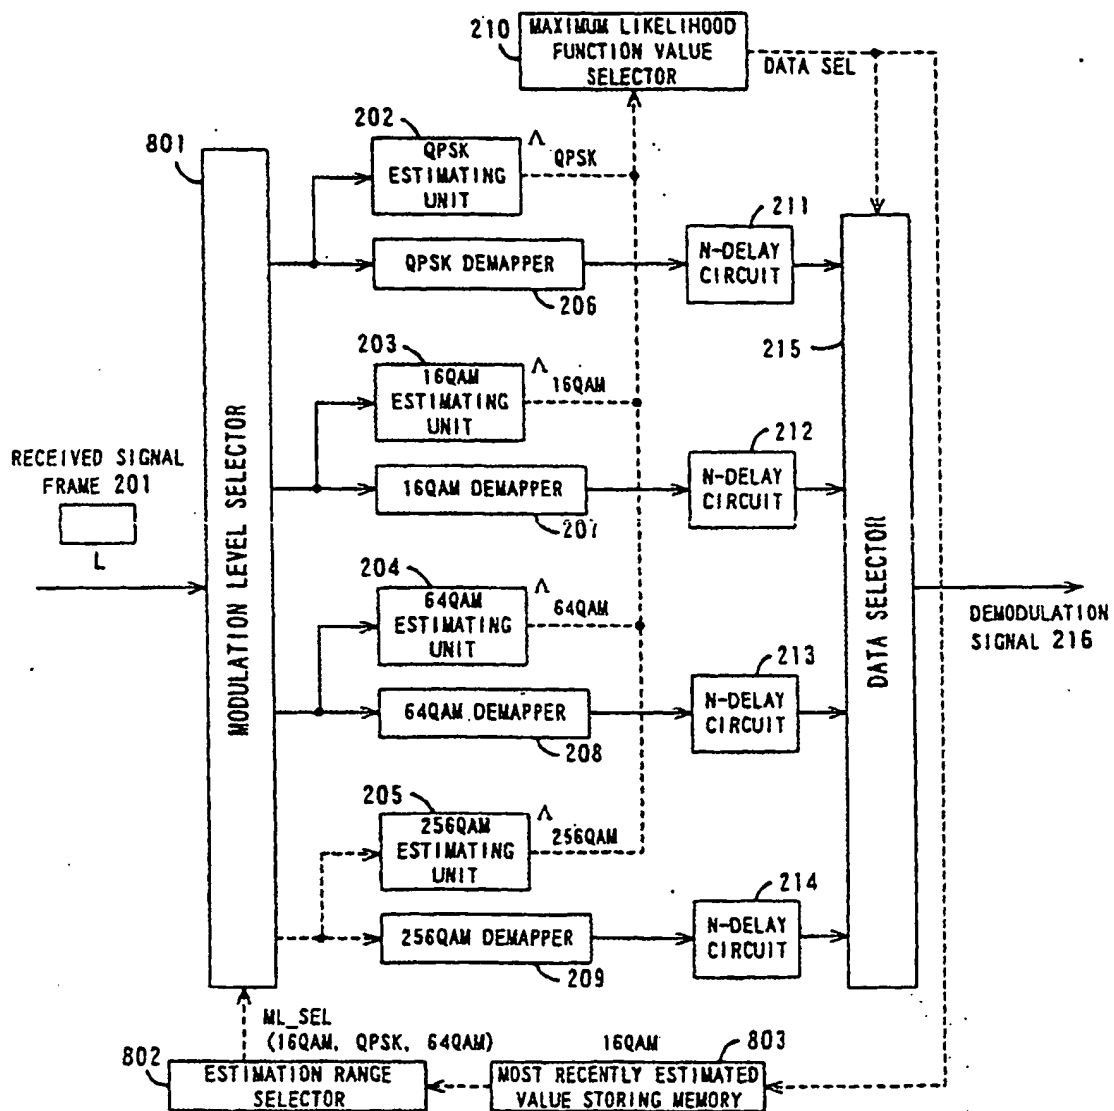 210
MAXIMUM LIKELIHOOD
FUNCTION VALUE
SELECTOR
DATA SEL
801
202
QPSK
ESTIMATING
UNIT
Λ QPSK
QPSK DEMAPPER
206
211
N-DELAY
CIRCUIT
203
16QAM
ESTIMATING
UNIT
Λ 16QAM
215
RECEIVED SIGNAL
FRAME 201
L
MODULATION LEVEL SELECTOR
16QAM DEMAPPER
207
212
N-DELAY
CIRCUIT
DATA SELECTOR
204
64QAM
ESTIMATING
UNIT
Λ 64QAM
DEMODULATION
SIGNAL 216
64QAM DEMAPPER
208
213
N-DELAY
CIRCUIT
205
256QAM
ESTIMATING
UNIT
Λ 256QAM
256QAM DEMAPPER
209
214
N-DELAY
CIRCUIT
ML_SEL
(16QAM, QPSK, 64QAM)
16QAM
803
802
ESTIMATION RANGE
SELECTOR
MOST RECENTLY ESTIMATED
VALUE STORING MEMORY